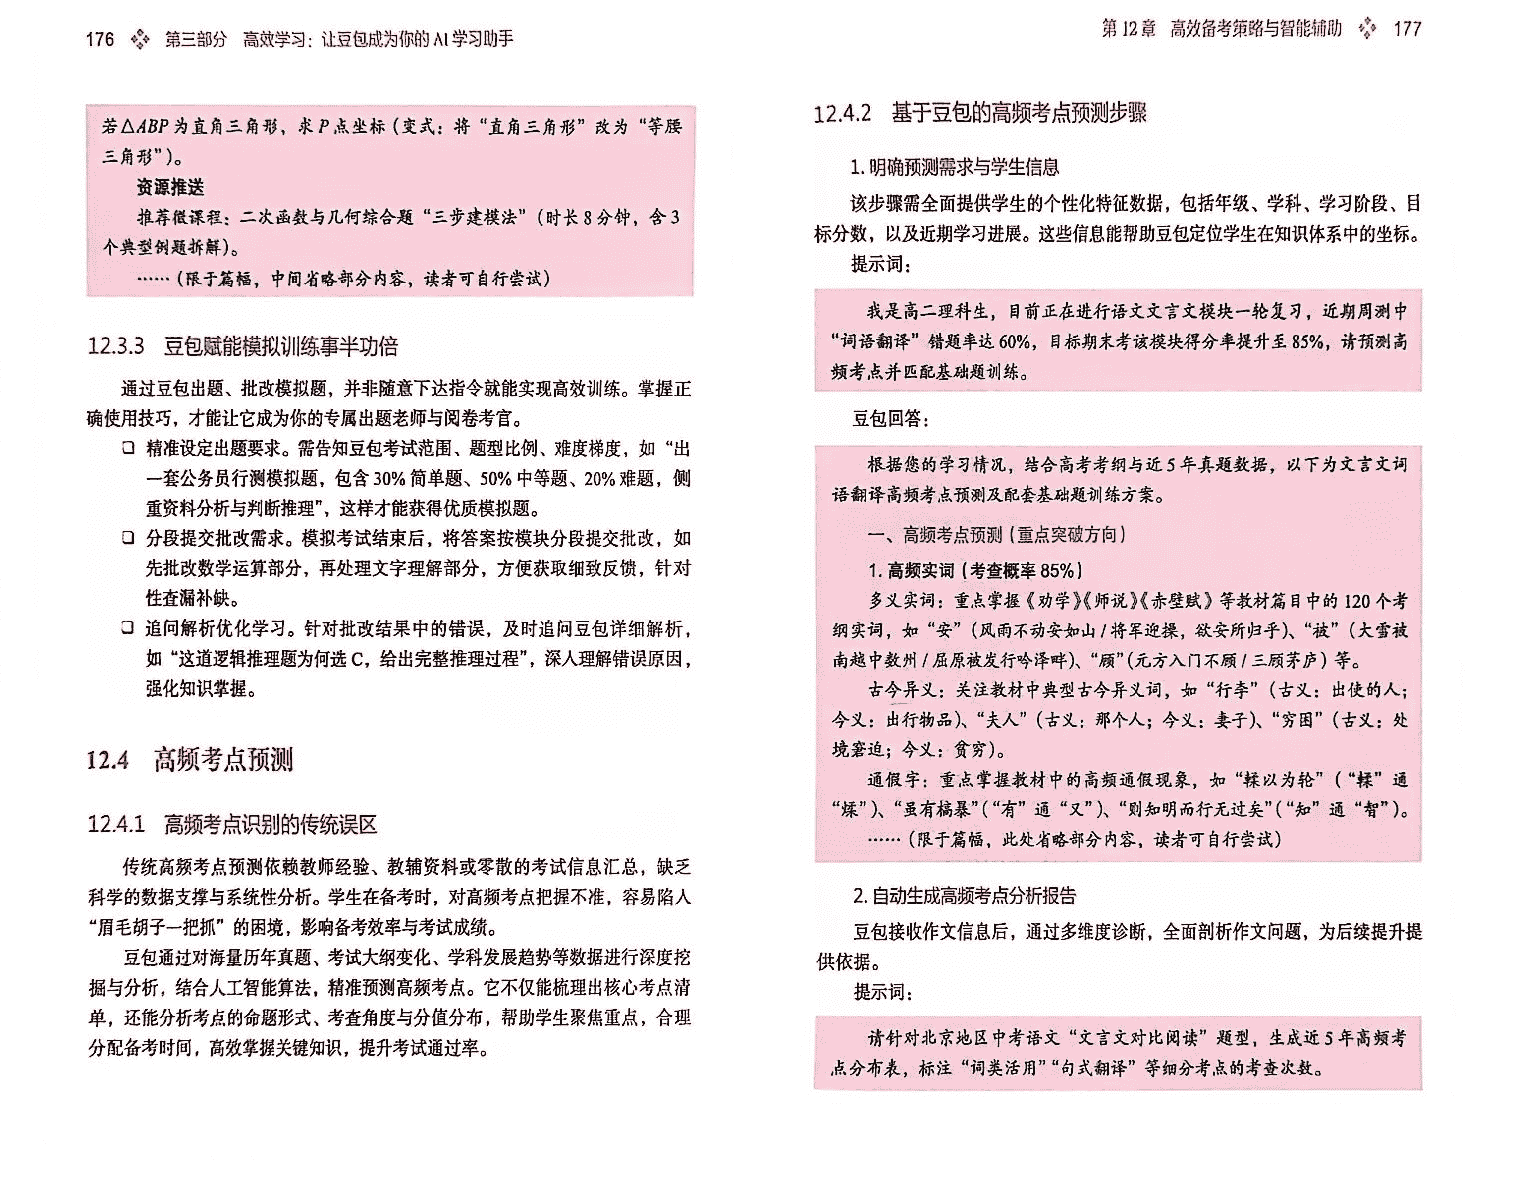 176 第三部分 高效学习：让豆包成为你的AI学习助手
若△ABP为直角三角形，求P点坐标（变式：将“直角三角形”改为“等腰
三角形”）。
资源推送
推荐微课程：二次函数与几何综合题“三步建模法”（时长8分钟，含3
个典型例题拆解）。
……（限于篇幅，中间省略部分内容，读者可自行尝试）
12.3.3 豆包赋能模拟训练事半功倍
通过豆包出题、批改模拟题，并非随意下达指令就能实现高效训练。掌握正
确使用技巧，才能让它成为你的专属出题老师与阅卷考官。
❑ 精准设定出题要求。需告知豆包考试范围、题型比例、难度梯度，如“出
一套公务员行测模拟题，包含30%简单题、50%中等题、20%难题，侧
重资料分析与判断推理”，这样才能获得优质模拟题。
❑ 分段提交批改需求。模拟考试结束后，将答案按模块分段提交批改，如
先批改数学运算部分，再处理文字理解部分，方便获取细致反馈，针对
性查漏补缺。
❑ 追问解析优化学习。针对批改结果中的错误，及时追问豆包详细解析，
如“这道逻辑推理题为何选C，给出完整推理过程”，深入理解错误原因，
强化知识掌握。
12.4 高频考点预测
12.4.1 高频考点识别的传统误区
传统高频考点预测依赖教师经验、教辅资料或零散的考试信息汇总，缺乏
科学的数据支撑与系统性分析。学生在备考时，对高频考点把握不准，容易陷入
“眉毛胡子一把抓”的困境，影响备考效率与考试成绩。
豆包通过对海量历年真题、考试大纲变化、学科发展趋势等数据进行深度挖
掘与分析，结合人工智能算法，精准预测高频考点。它不仅能梳理出核心考点清
单，还能分析考点的命题形式、考查角度与分值分布，帮助学生聚焦重点，合理
分配备考时间，高效掌握关键知识，提升考试通过率。
第12章 高效备考策略与智能辅助 177
12.4.2 基于豆包的高频考点预测步骤
1. 明确预测需求与学生信息
该步骤需全面提供学生的个性化特征数据，包括年级、学科、学习阶段、目
标分数，以及近期学习进展。这些信息能帮助豆包定位学生在知识体系中的坐标。
提示词：
我是高二理科生，目前正在进行语文文言文模块一轮复习，近期周测中
“词语翻译”错题率达60%，目标期末考该模块得分率提升至85%，请预测高
频考点并匹配基础题训练。
豆包回答：
根据您的学习情况，结合高考考纲与近5年真题数据，以下为文言文词
语翻译高频考点预测及配套基础题训练方案。
一、高频考点预测（重点突破方向）
1. 高频实词（考查概率85%）
多义实词：重点掌握《劝学》《师说》《赤壁赋》等教材篇目中的120个考
纲实词，如“安”（风雨不动安如山/将军迎操，欲安所归乎）、“被”（大雪被
南越中数州/屈原被发行吟泽畔）、“顾”（元方入门不顾/三顾茅庐）等。
古今异义：关注教材中典型古今异义词，如“行李”（古义：出使的人；
今义：出行物品）、“夫人”（古义：那个人；今义：妻子）、“穷困”（古义：处
境窘迫；今义：贫穷）。
通假字：重点掌握教材中的高频通假现象，如“輮以为轮”（“輮”通
“煣”）、“虽有槁暴”（“有”通“又”）、“则知明而行无过矣”（“知”通“智”）。
……（限于篇幅，此处省略部分内容，读者可自行尝试）
2. 自动生成高频考点分析报告
豆包接收作文信息后，通过多维度诊断，全面剖析作文问题，为后续提升提
供依据。
提示词：
请针对北京地区中考语文“文言文对比阅读”题型，生成近5年高频考
点分布表，标注“词类活用”“句式翻译”等细分考点的考查次数。